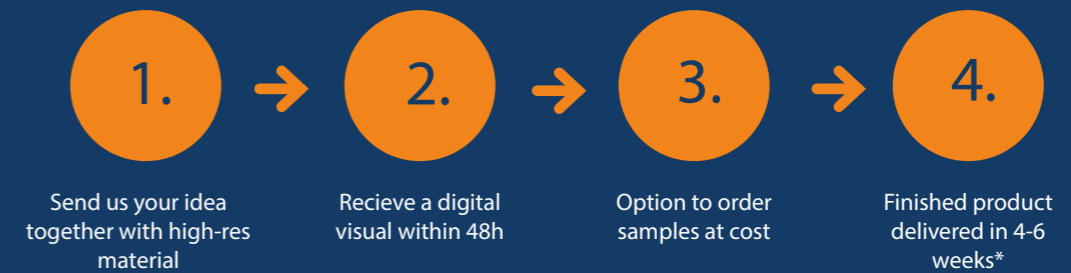 1.
2.
3.
4.
Send us your idea
together with high-res
material
Recieve a digital
visual within 48h
Option to order
samples at cost
Finished product
delivered in 4-6
weeks*